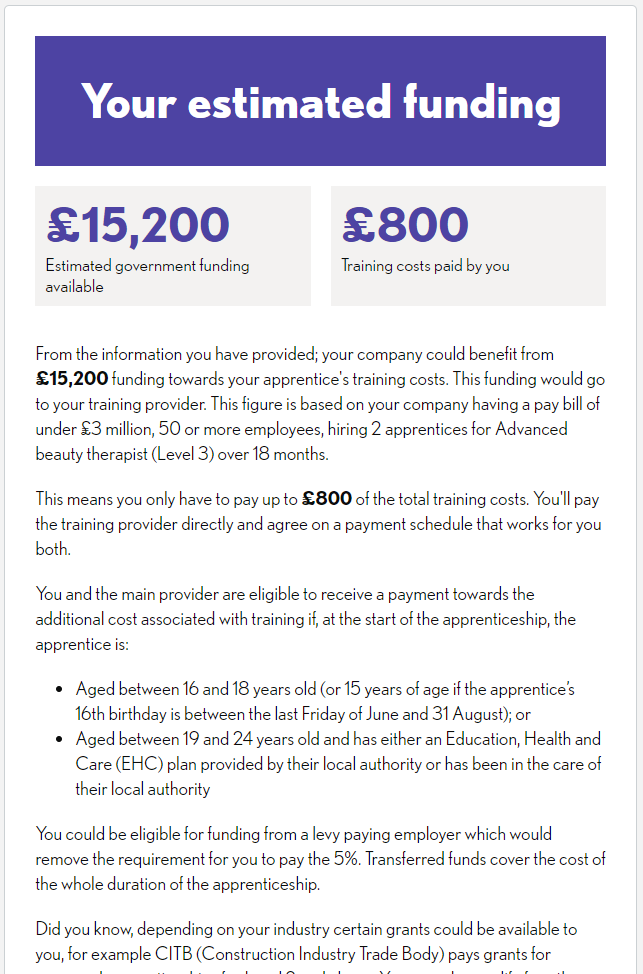 Your estimated funding
£15,200
Estimated government funding
available
£800
Training costs paid by you
From the information you have provided; your company could benefit from
£15,200 funding towards your apprentice's training costs. This funding would go
to your training provider. This figure is based on your company having a pay bill of
under £3 million, 50 or more employees, hiring 2 apprentices for Advanced
beauty therapist (Level 3) over 18 months.
This means you only have to pay up to £800 of the total training costs. You'll pay
the training provider directly and agree on a payment schedule that works for you
both.
You and the main provider are eligible to receive a payment towards the
additional cost associated with training if, at the start of the apprenticeship, the
apprentice is:
• Aged between 16 and 18 years old (or 15 years of age if the apprentice's
16th birthday is between the last Friday of June and 31 August); or
• Aged between 19 and 24 years old and has either an Education, Health and
Care (EHC) plan provided by their local authority or has been in the care of
their local authority
You could be eligible for funding from a levy paying employer which would
remove the requirement for you to pay the 5%. Transferred funds cover the cost of
the whole duration of the apprenticeship.
Did you know, depending on your industry certain grants could be available to
you, for example CITB (Construction Industry Trade Body) pays grants for